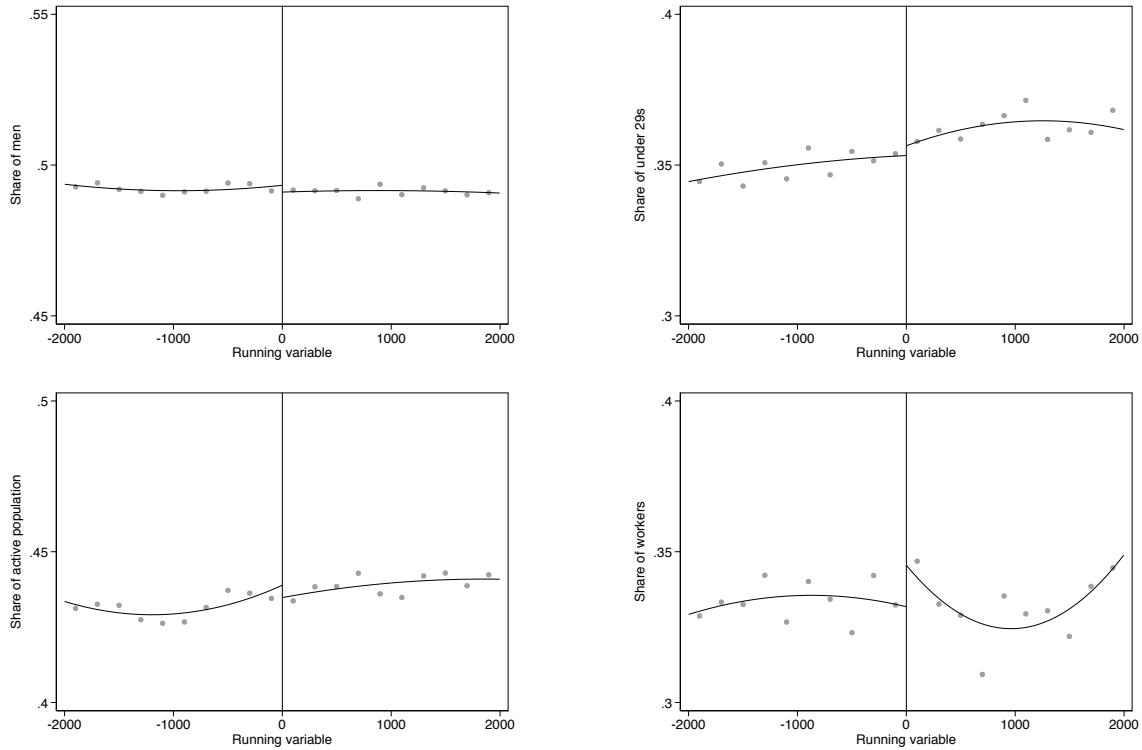 .55
.5
.45
Share of men
-2000 -1000 0 1000 2000
Running variable
.4
.35
.3
Share of under 29s
-2000 -1000 0 1000 2000
Running variable
.5
.45
.4
Share of active population
-2000 -1000 0 1000 2000
Running variable
.4
.35
.3
Share of workers
-2000 -1000 0 1000 2000
Running variable